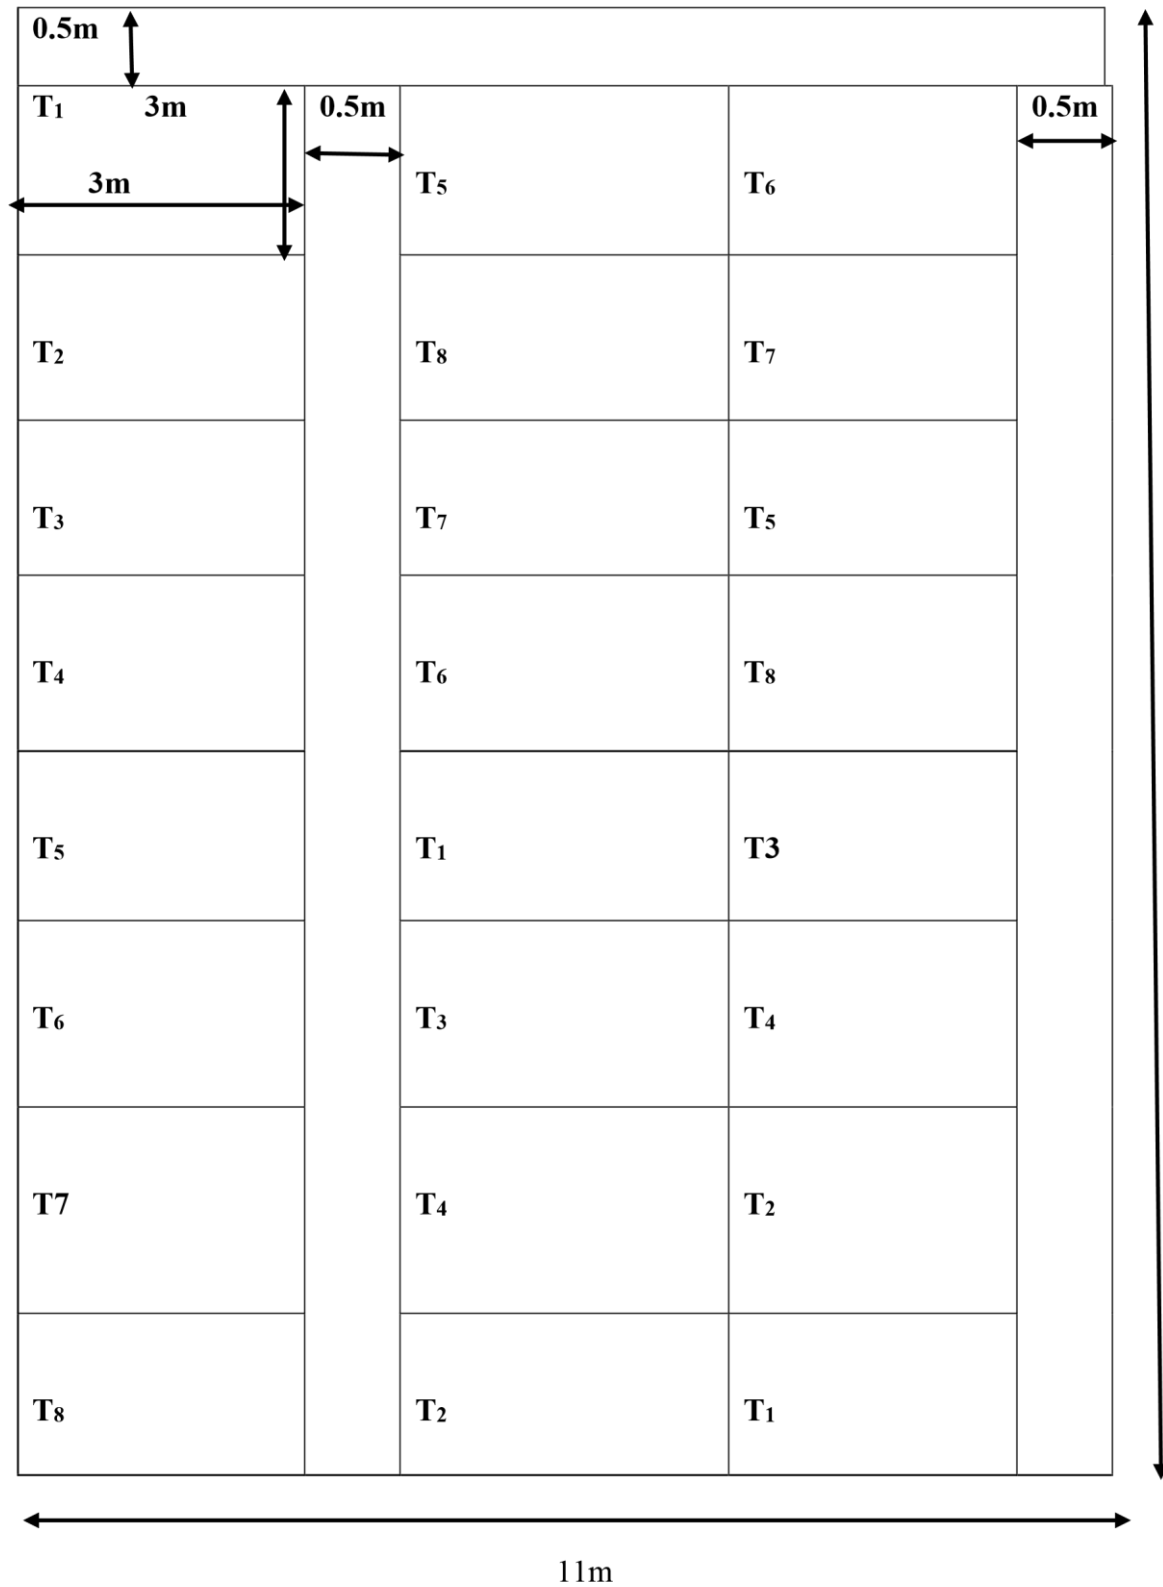 0.5m
T₁ 3m 0.5m 0.5m
3m T₅ T₆
T₂ T₈ T₇
T₃ T₇ T₅
T₄ T₆ T₈
T₅ T₁ T3
T₆ T₃ T₄
T7 T₄ T₂
T₈ T₂ T₁
11m